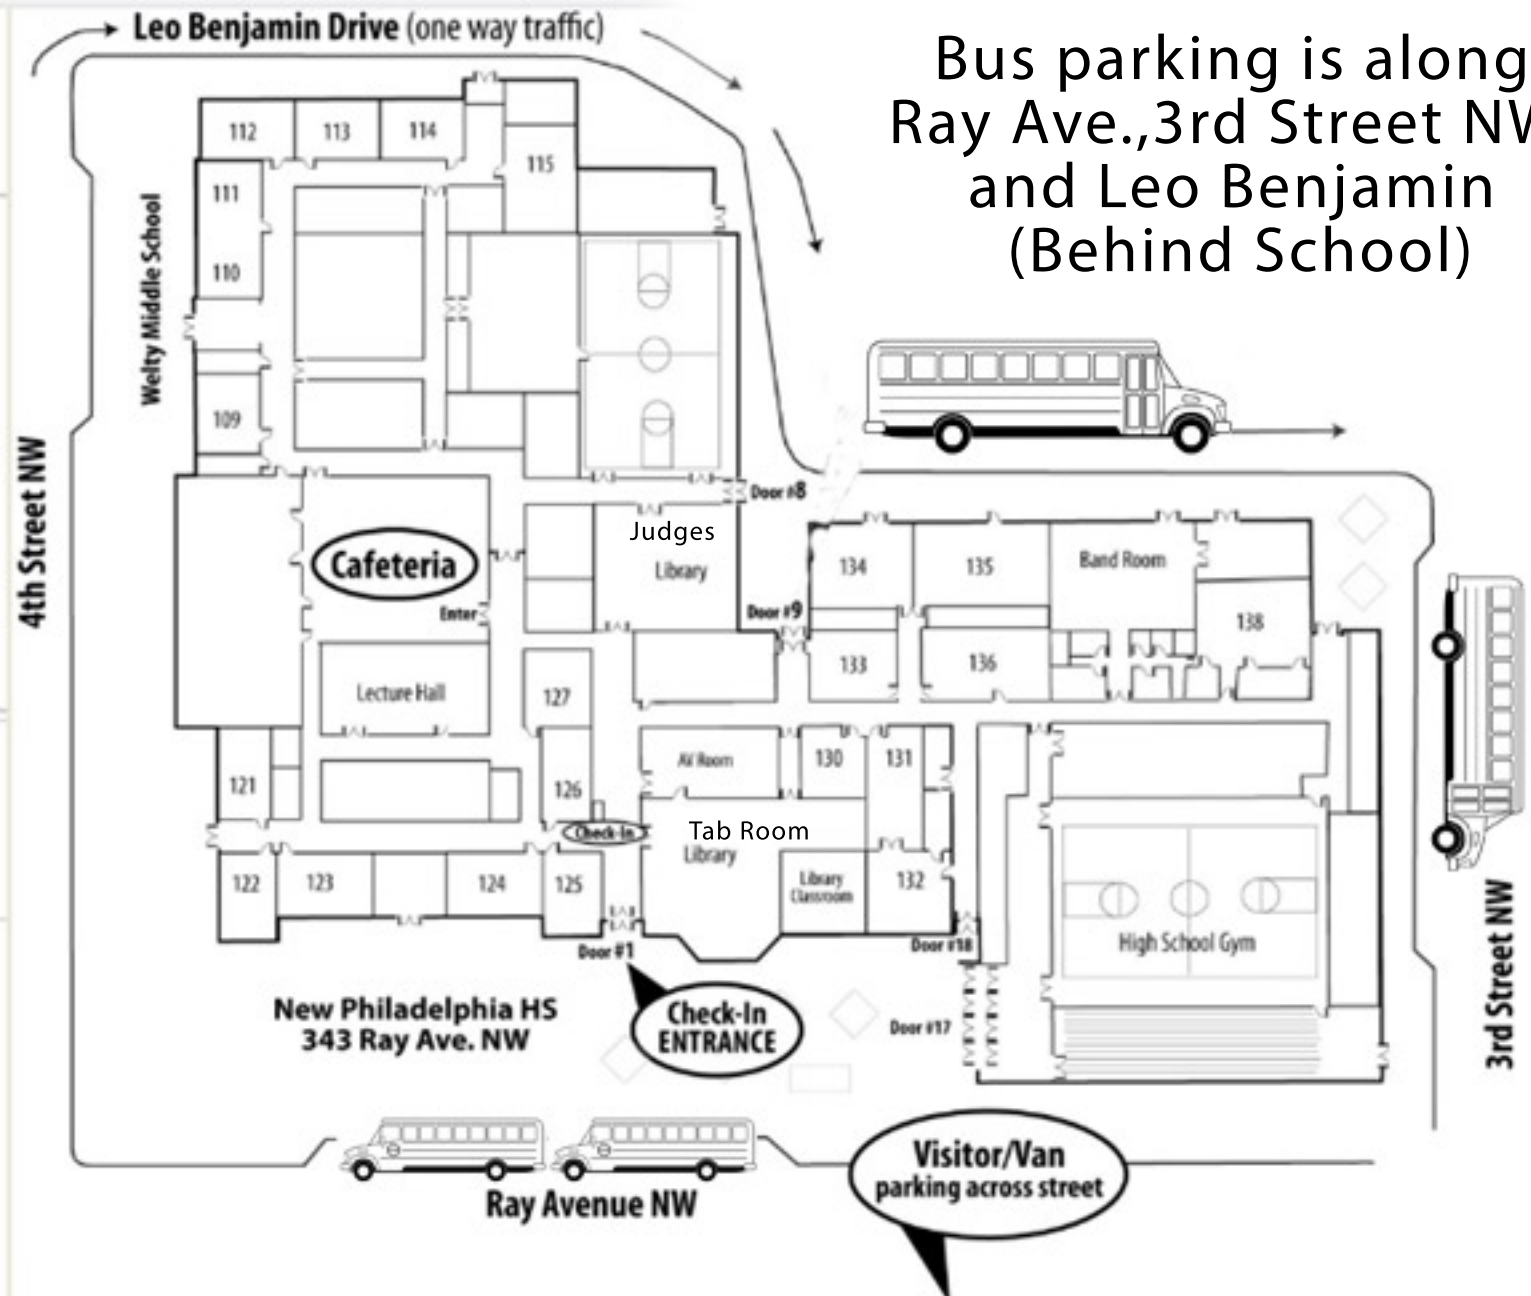 Leo Benjamin Drive (one way traffic)
Bus parking is along
Ray Ave.,3rd Street NW
and Leo Benjamin
(Behind School)
112
113
114
115
111
110
109
Welty Middle School
4th Street NW
Door #8
Judges
Library
Cafeteria
Enter
Door #9
134
135
Band Room
138
133
136
Lecture Hall
127
AV Room
130
131
121
126
Check-In
Tab Room
Library
122
123
124
125
Library
Classroom
132
Door #1
Door #18
High School Gym
3rd Street NW
New Philadelphia HS
343 Ray Ave. NW
Check-In
ENTRANCE
Door #17
Visitor/Van
parking across street
Ray Avenue NW